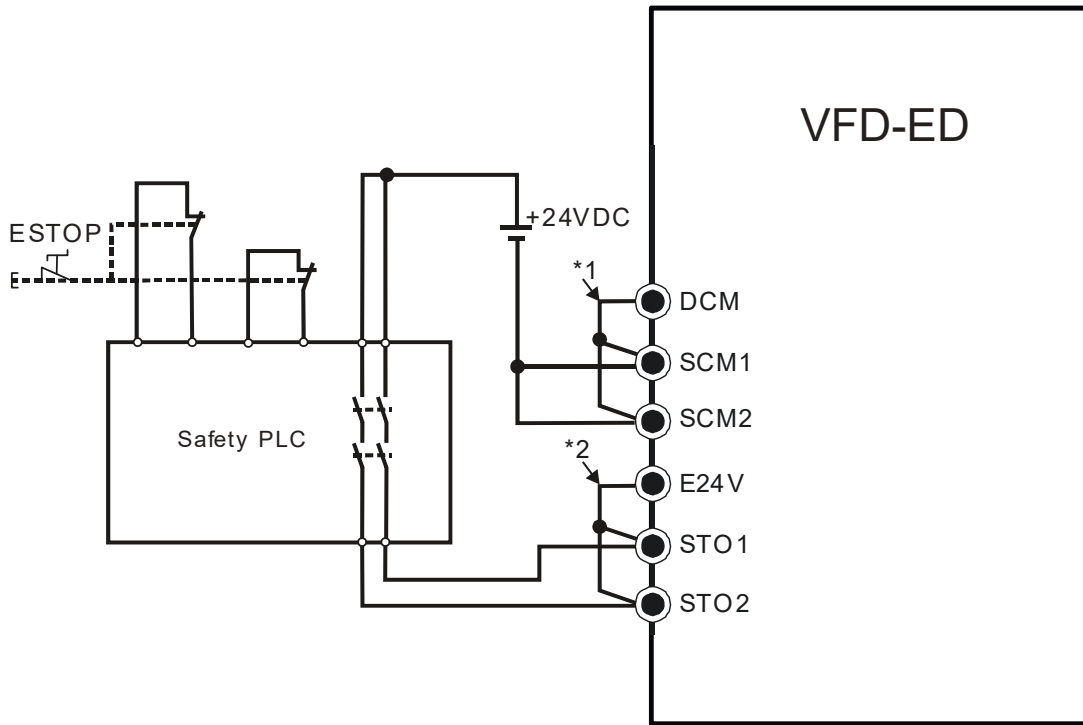 VFD-ED
ESTOP
+24VDC
*1
DCM
SCM1
SCM2
Safety PLC
*2
E24V
STO1
STO2